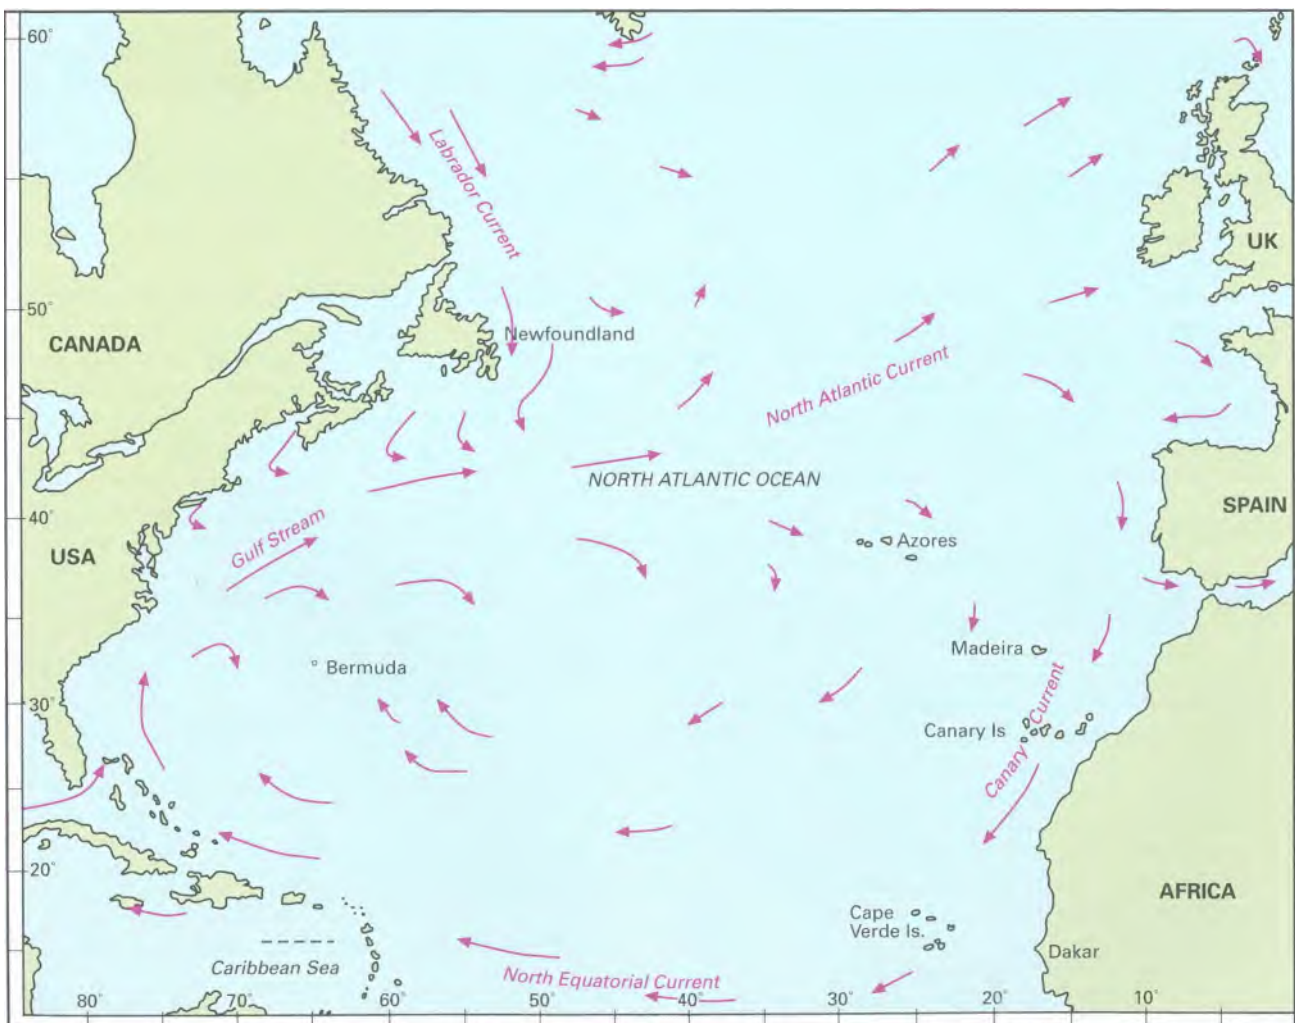 60°
Labrador Current
UK
50°
Newfoundland
CANADA
North Atlantic Current
NORTH ATLANTIC OCEAN
SPAIN
40°
Gulf Stream
Azores
USA
Madeira
Bermuda
30°
Canary Is
Canary Current
20°
AFRICA
Cape
Verde Is.
Dakar
Caribbean Sea
North Equatorial Current
80° 70° 60° 50° 40° 30° 20° 10°